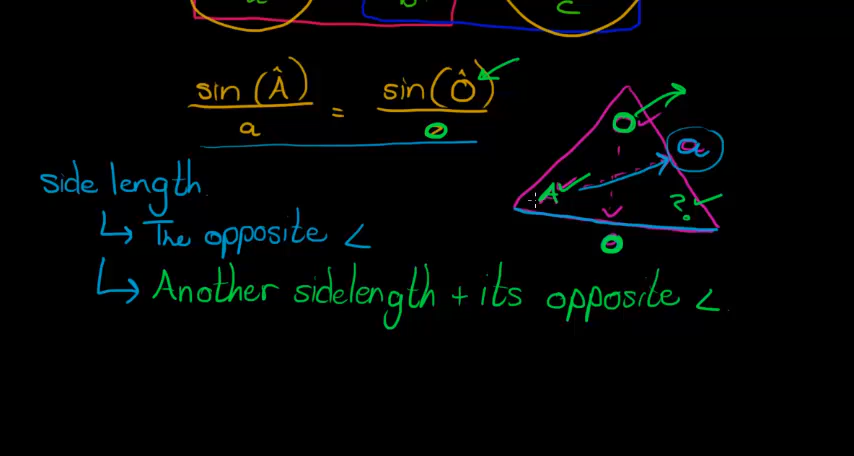 c
sin(Â)/a = sin(Ô)/o
O
a
A
?
o
side length
↳ The opposite ∠
↳ Another sidelength + its opposite ∠